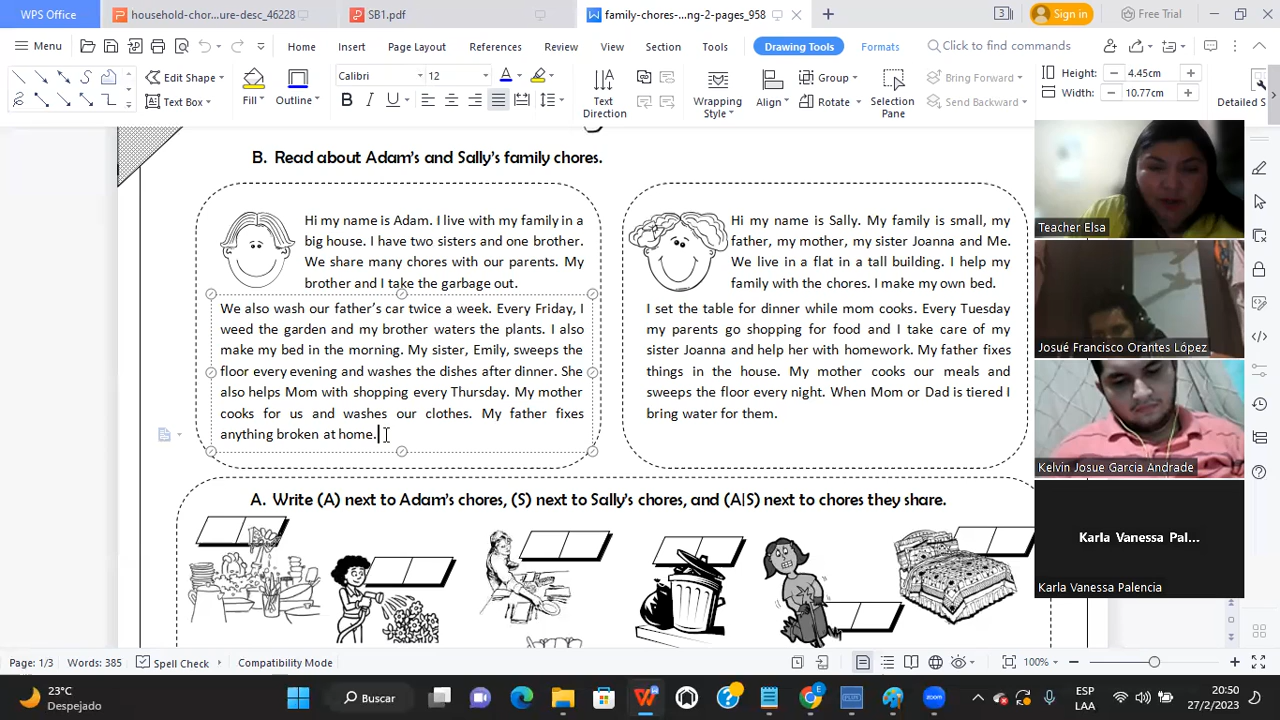 WPS Office
household-chor...ure-desc_46228
SB1.pdf
family-chores-...ng-2-pages_958
Sign in
Free Trial
Menu
Home
Insert
Page Layout
References
Review
View
Section
Tools
Drawing Tools
Formats
Click to find commands
Edit Shape
Text Box
Fill
Outline
Calibri
12
Text Direction
Wrapping Style
Align
Group
Rotate
Selection Pane
Bring Forward
Send Backward
Height: 4.45cm
Width: 10.77cm
Detailed S
B. Read about Adam's and Sally's family chores.
Hi my name is Adam. I live with my family in a
big house. I have two sisters and one brother.
We share many chores with our parents. My
brother and I take the garbage out.
We also wash our father's car twice a week. Every Friday, I
weed the garden and my brother waters the plants. I also
make my bed in the morning. My sister, Emily, sweeps the
floor every evening and washes the dishes after dinner. She
also helps Mom with shopping every Thursday. My mother
cooks for us and washes our clothes. My father fixes
anything broken at home.
Hi my name is Sally. My family is small, my
father, my mother, my sister Joanna and Me.
We live in a flat in a tall building. I help my
family with the chores. I make my own bed.
I set the table for dinner while mom cooks. Every Tuesday
my parents go shopping for food and I take care of my
sister Joanna and help her with homework. My father fixes
things in the house. My mother cooks our meals and
sweeps the floor every night. When Mom or Dad is tiered I
bring water for them.
A. Write (A) next to Adam's chores, (S) next to Sally's chores, and (A|S) next to chores they share.
Teacher Elsa
Josué Francisco Orantes López
Kelvin Josue Garcia Andrade
Karla Vanessa Pal...
Karla Vanessa Palencia
Page: 1/3
Words: 385
Spell Check
Compatibility Mode
100%
23°C
Despejado
Buscar
ESP
LAA
20:50
27/2/2023